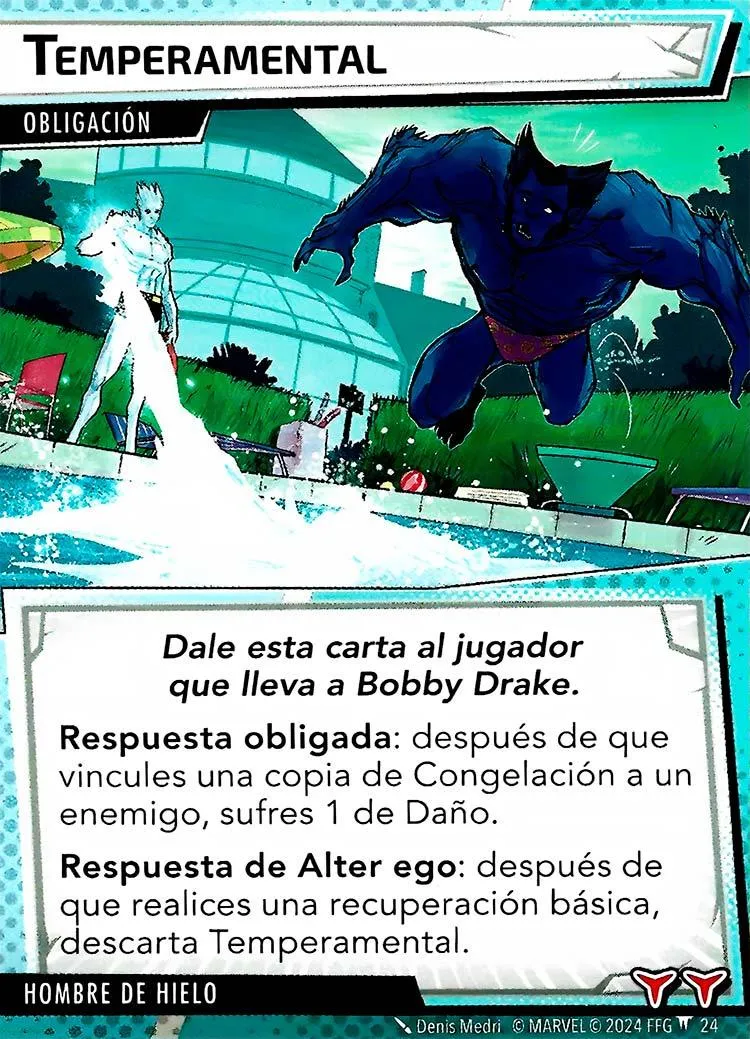 TEMPERAMENTAL
OBLIGACIÓN
Dale esta carta al jugador
que lleva a Bobby Drake.
Respuesta obligada: después de que
vincules una copia de Congelación a un
enemigo, sufres 1 de Daño.
Respuesta de Alter ego: después de
que realices una recuperación básica,
descarta Temperamental.
HOMBRE DE HIELO
Denis Medri © MARVEL © 2024 FFG 24